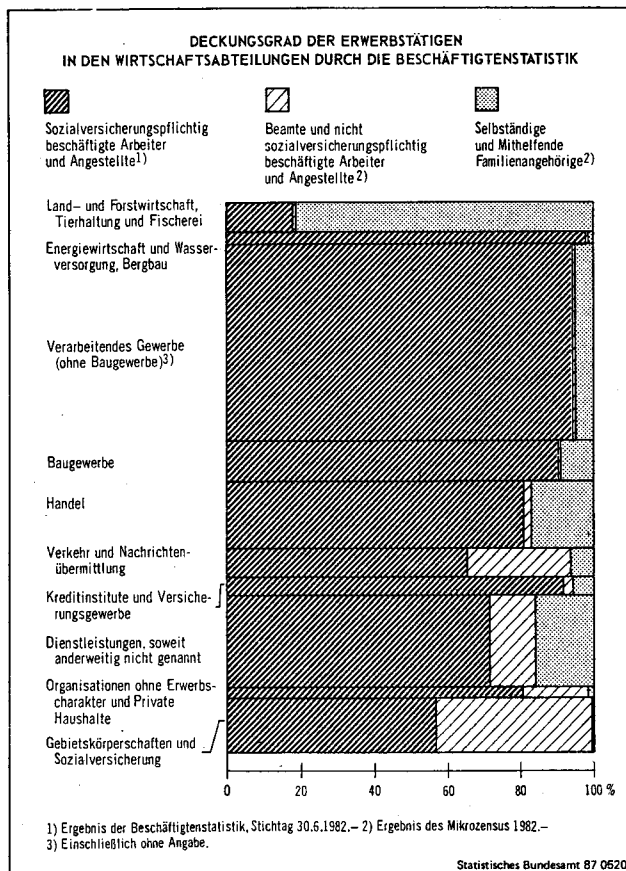 DECKUNGSGRAD DER ERWERBSTÄTIGEN
IN DEN WIRTSCHAFTSABTEILUNGEN DURCH DIE BESCHÄFTIGTENSTATISTIK
Sozialversicherungspflichtig
beschäftigte Arbeiter
und Angestellte1)
Beamte und nicht
sozialversicherungspflichtig
beschäftigte Arbeiter
und Angestellte2)
Selbständige
und Mithelfende
Familienangehörige2)
Land- und Forstwirtschaft,
Tierhaltung und Fischerei
Energiewirtschaft und Wasser-
versorgung, Bergbau
Verarbeitendes Gewerbe
(ohne Baugewerbe)3)
Baugewerbe
Handel
Verkehr und Nachrichten-
übermittlung
Kreditinstitute und Versiche-
rungsgewerbe
Dienstleistungen, soweit
anderweitig nicht genannt
Organisationen ohne Erwerbs-
charakter und Private
Haushalte
Gebietskörperschaften und
Sozialversicherung
0 20 40 60 80 100 %
1) Ergebnis der Beschäftigtenstatistik, Stichtag 30.6.1982.— 2) Ergebnis des Mikrozensus 1982.—
3) Einschließlich ohne Angabe.
Statistisches Bundesamt 87 0620